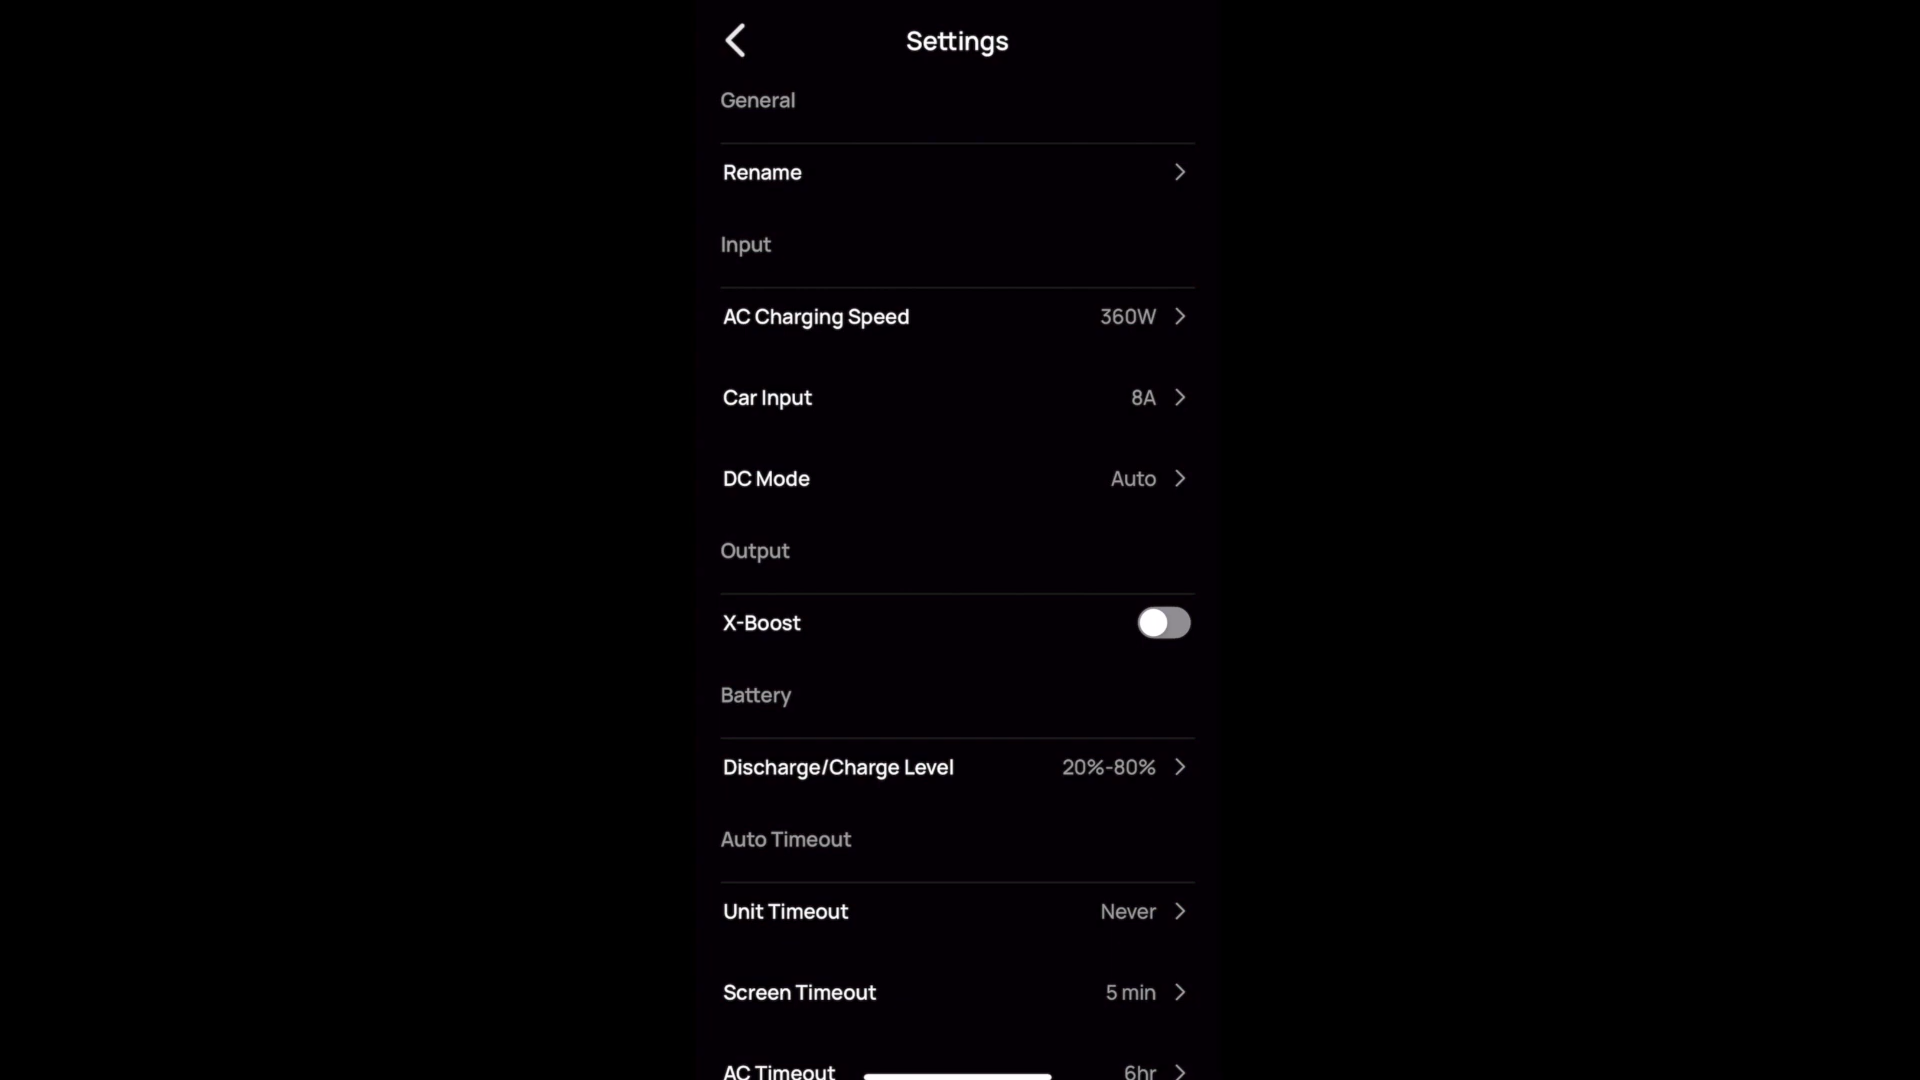 Settings
General
Rename
Input
AC Charging Speed 360W
Car Input 8A
DC Mode Auto
Output
X-Boost
Battery
Discharge/Charge Level 20%-80%
Auto Timeout
Unit Timeout Never
Screen Timeout 5 min
AC Timeout 6hr